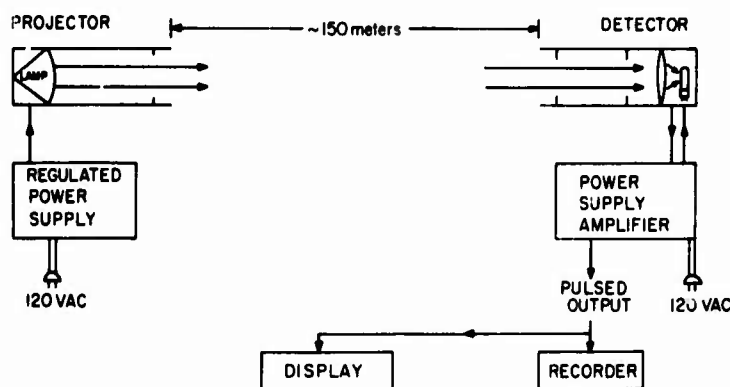 PROJECTOR
~150 meters
DETECTOR
LAMP
REGULATED
POWER
SUPPLY
POWER
SUPPLY
AMPLIFIER
120 VAC
PULSED
OUTPUT
120 VAC
DISPLAY
RECORDER